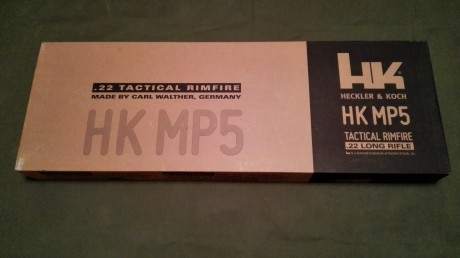 .22 TACTICAL RIMFIRE
MADE BY CARL WALTHER, GERMANY
HK MP5
HK
HECKLER & KOCH
HK MP5
TACTICAL RIMFIRE
.22 LONG RIFLE